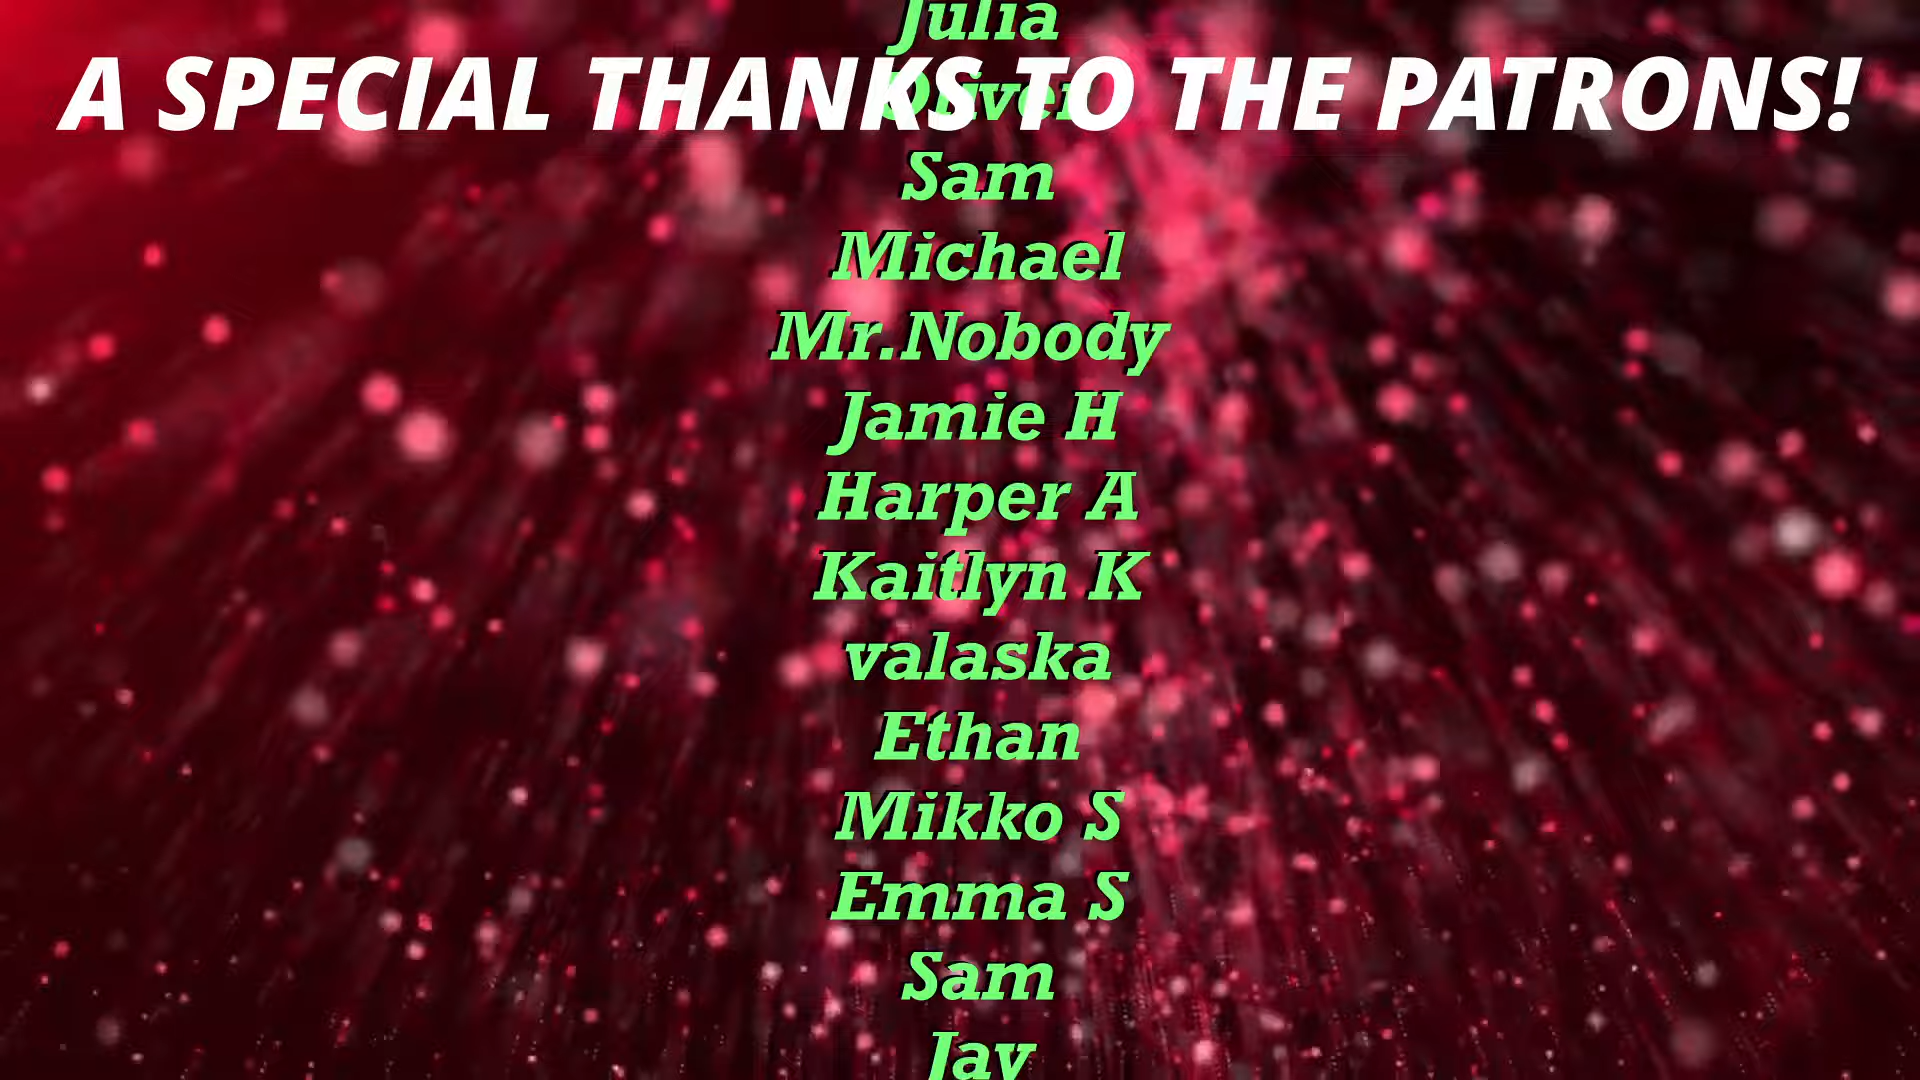 Julia
A SPECIAL THANKS TO THE PATRONS!
Oliver
Sam
Michael
Mr.Nobody
Jamie H
Harper A
Kaitlyn K
valaska
Ethan
Mikko S
Emma S
Sam
Jay